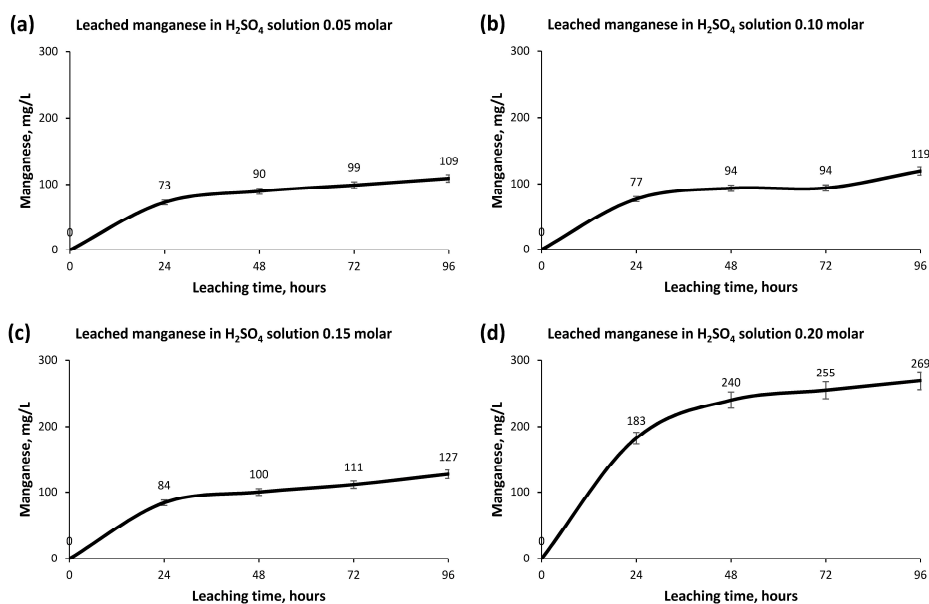 (a) Leached manganese in H₂SO₄ solution 0.05 molar
Manganese, mg/L
300
200
100
0
0
73
90
99
109
0 24 48 72 96
Leaching time, hours
(b) Leached manganese in H₂SO₄ solution 0.10 molar
Manganese, mg/L
300
200
100
0
0
77
94
94
119
0 24 48 72 96
Leaching time, hours
(c) Leached manganese in H₂SO₄ solution 0.15 molar
Manganese, mg/L
300
200
100
0
0
84
100
111
127
0 24 48 72 96
Leaching time, hours
(d) Leached manganese in H₂SO₄ solution 0.20 molar
Manganese, mg/L
300
200
100
0
0
183
240
255
269
0 24 48 72 96
Leaching time, hours